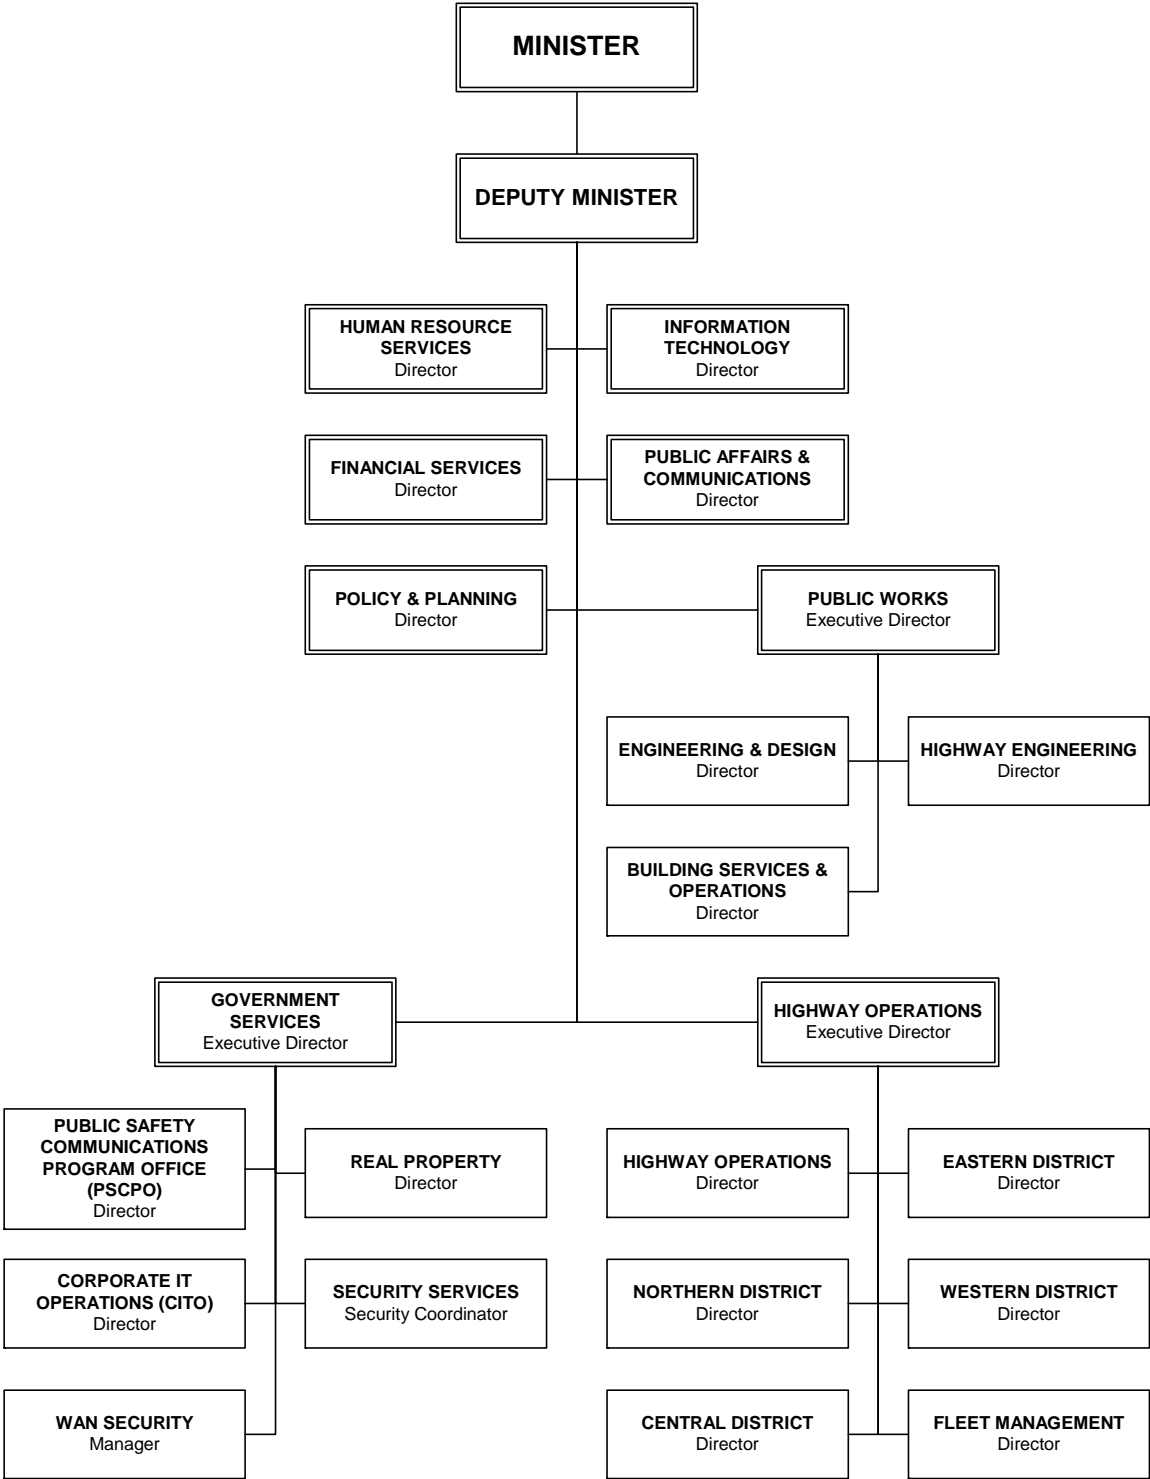 MINISTER
DEPUTY MINISTER
HUMAN RESOURCE
SERVICES
Director
INFORMATION
TECHNOLOGY
Director
FINANCIAL SERVICES
Director
PUBLIC AFFAIRS &
COMMUNICATIONS
Director
POLICY & PLANNING
Director
PUBLIC WORKS
Executive Director
ENGINEERING & DESIGN
Director
HIGHWAY ENGINEERING
Director
BUILDING SERVICES &
OPERATIONS
Director
GOVERNMENT
SERVICES
Executive Director
HIGHWAY OPERATIONS
Executive Director
PUBLIC SAFETY
COMMUNICATIONS
PROGRAM OFFICE
(PSCPO)
Director
REAL PROPERTY
Director
HIGHWAY OPERATIONS
Director
EASTERN DISTRICT
Director
CORPORATE IT
OPERATIONS (CITO)
Director
SECURITY SERVICES
Security Coordinator
NORTHERN DISTRICT
Director
WESTERN DISTRICT
Director
WAN SECURITY
Manager
CENTRAL DISTRICT
Director
FLEET MANAGEMENT
Director